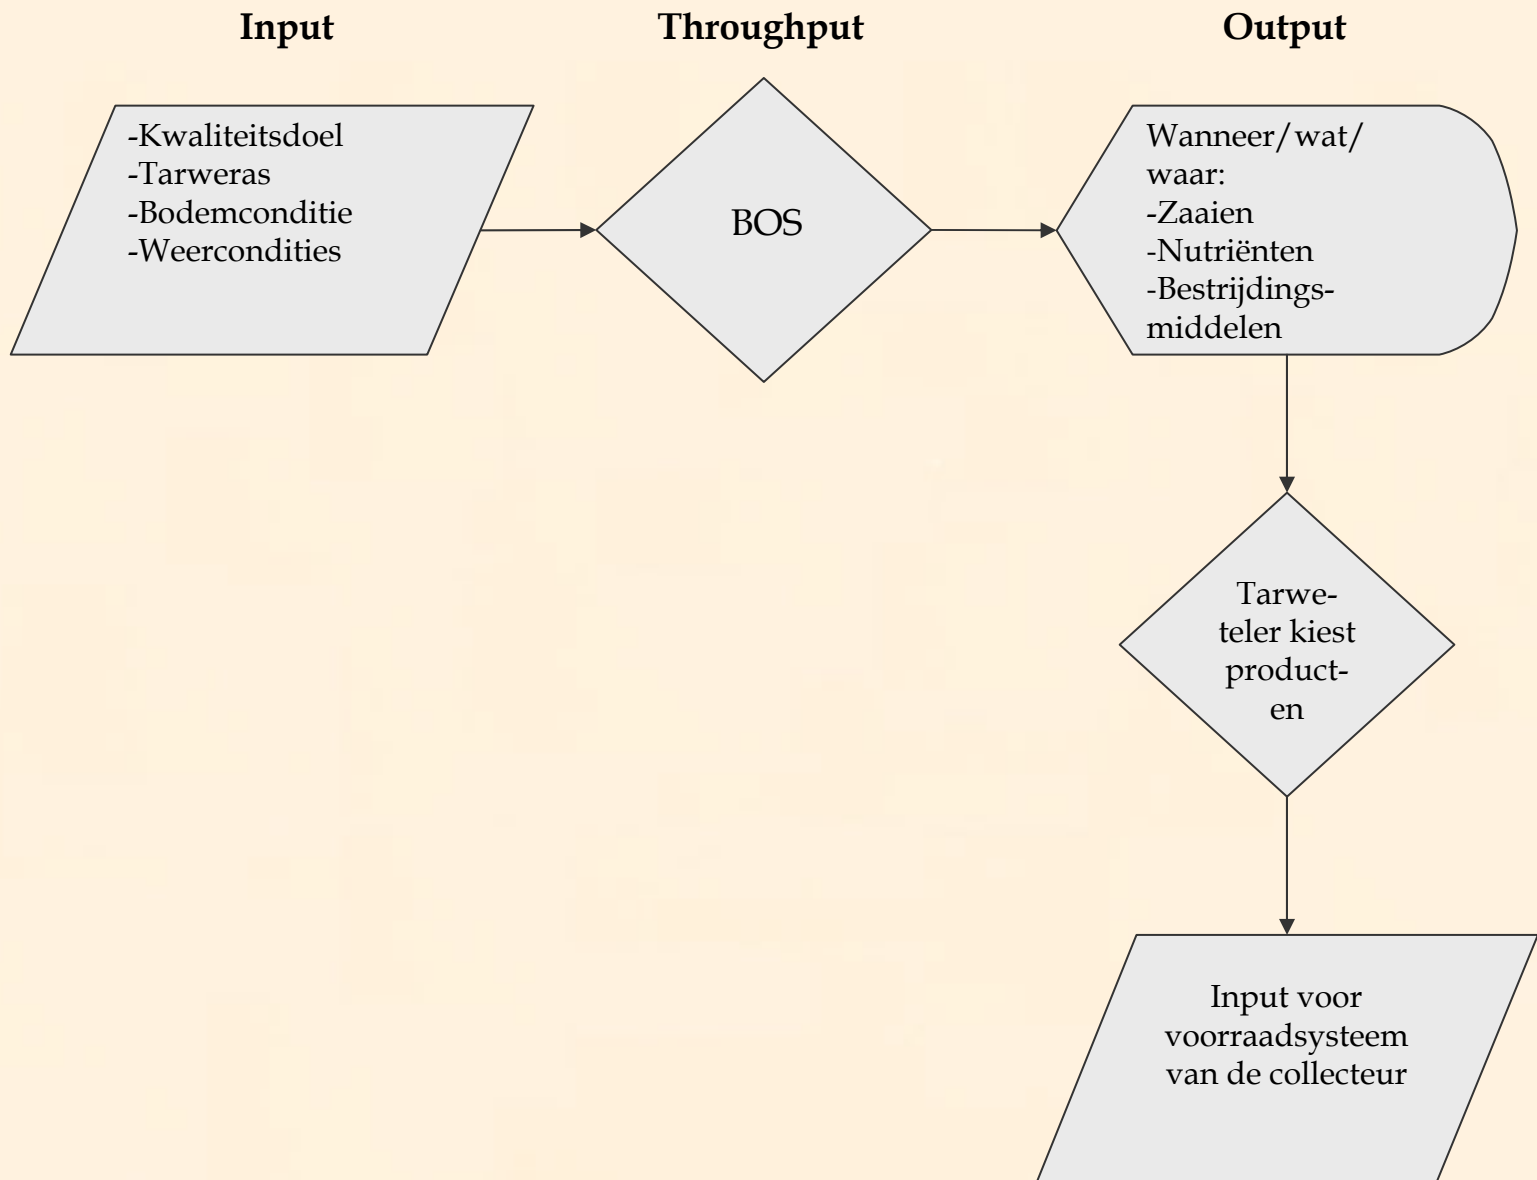 Input
Throughput
Output
-Kwaliteitsdoel
-Tarweras
-Bodemconditie
-Weercondities
BOS
Wanneer/wat/
waar:
-Zaaien
-Nutriënten
-Bestrijdings-
middelen
Tarwe-
teler kiest
product-
en
Input voor
voorraadsysteem
van de collecteur